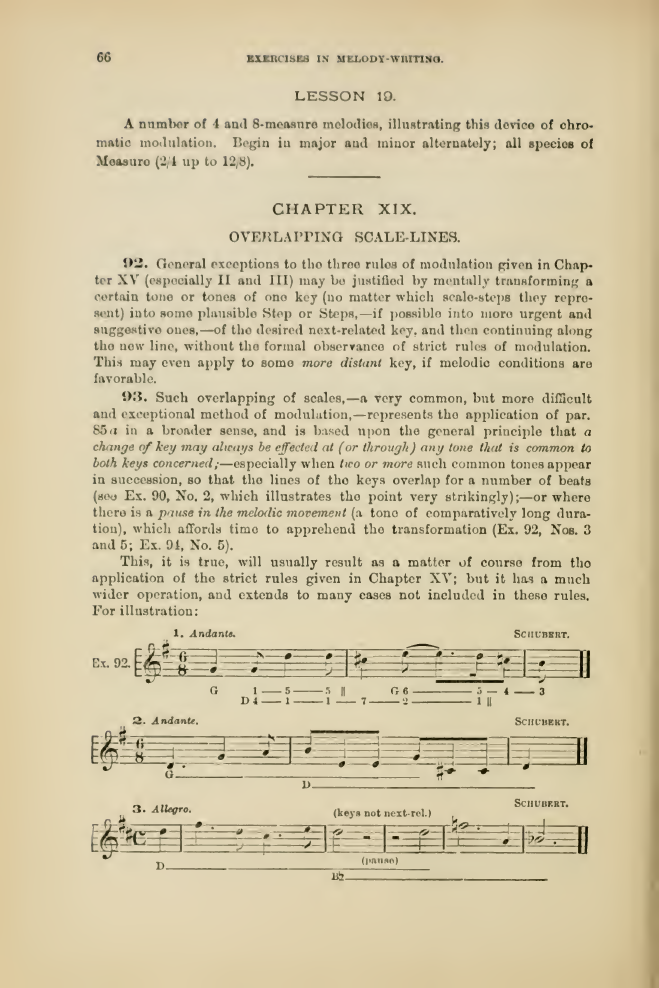 66
EXERCISES IN MELODY-WRITING.
LESSON 19.
A number of 4 and 8-measure melodies, illustrating this device of chro-
matic modulation. Begin in major and minor alternately; all species of
Measure (2/4 up to 12/8).
CHAPTER XIX.
OVERLAPPING SCALE-LINES.
92. General exceptions to the three rules of modulation given in Chap-
ter XV (especially II and III) may be justified by mentally transforming a
certain tone or tones of one key (no matter which scale-steps they repre-
sent) into some plausible Step or Steps,—if possible into more urgent and
suggestive ones,—of the desired next-related key, and then continuing along
the new line, without the formal observance of strict rules of modulation.
This may even apply to some more distant key, if melodic conditions are
favorable.
93. Such overlapping of scales,—a very common, but more difficult
and exceptional method of modulation,—represents the application of par.
85a in a broader sense, and is based upon the general principle that a
change of key may always be effected at (or through) any tone that is common to
both keys concerned;—especially when two or more such common tones appear
in succession, so that the lines of the keys overlap for a number of beats
(see Ex. 90, No. 2, which illustrates the point very strikingly);—or where
there is a pause in the melodic movement (a tone of comparatively long dura-
tion), which affords time to apprehend the transformation (Ex. 92, Nos. 3
and 5; Ex. 94, No. 5).
This, it is true, will usually result as a matter of course from the
application of the strict rules given in Chapter XV; but it has a much
wider operation, and extends to many cases not included in these rules.
For illustration:
1. Andante. SCHUBERT.
Ex. 92.
6
8
G 1 — 5 — 5 || G 6 — 5 — 4 — 3
D 4 — 1 — 1 — 7 — 2 — 1 ||
2. Andante. SCHUBERT.
6
8
G
D
3. Allegro. (keys not next-rel.) SCHUBERT.
D (pause)
B♭